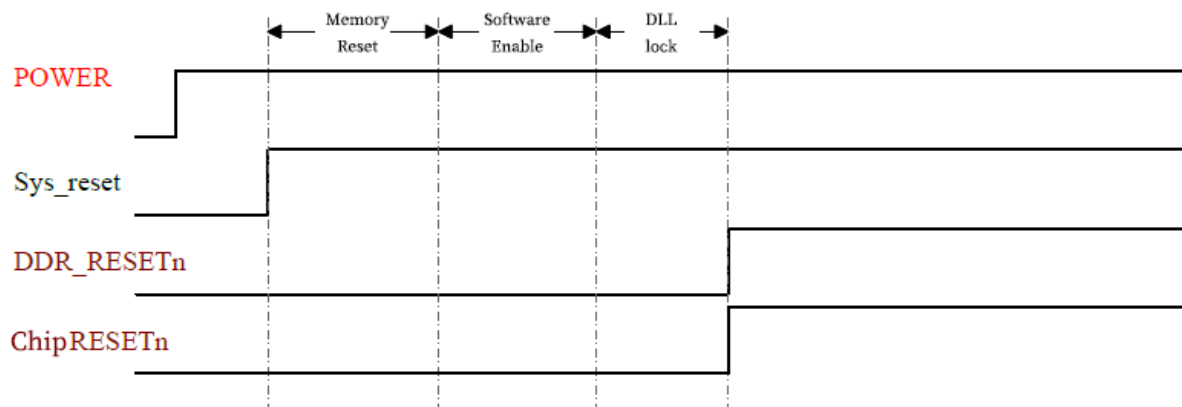 Memory
Reset
Software
Enable
DLL
lock
POWER
Sys_reset
DDR_RESETn
ChipRESETn